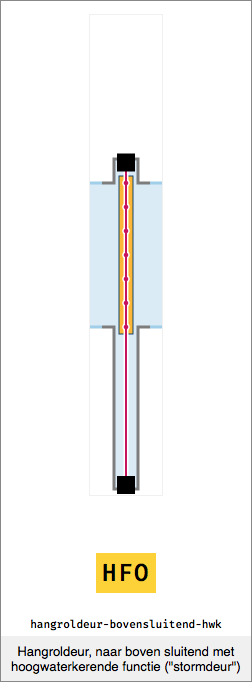 HFO
hangroldeur-bovensluitend-hwk
Hangroldeur, naar boven sluitend met
hoogwaterkerende functie ("stormdeur")